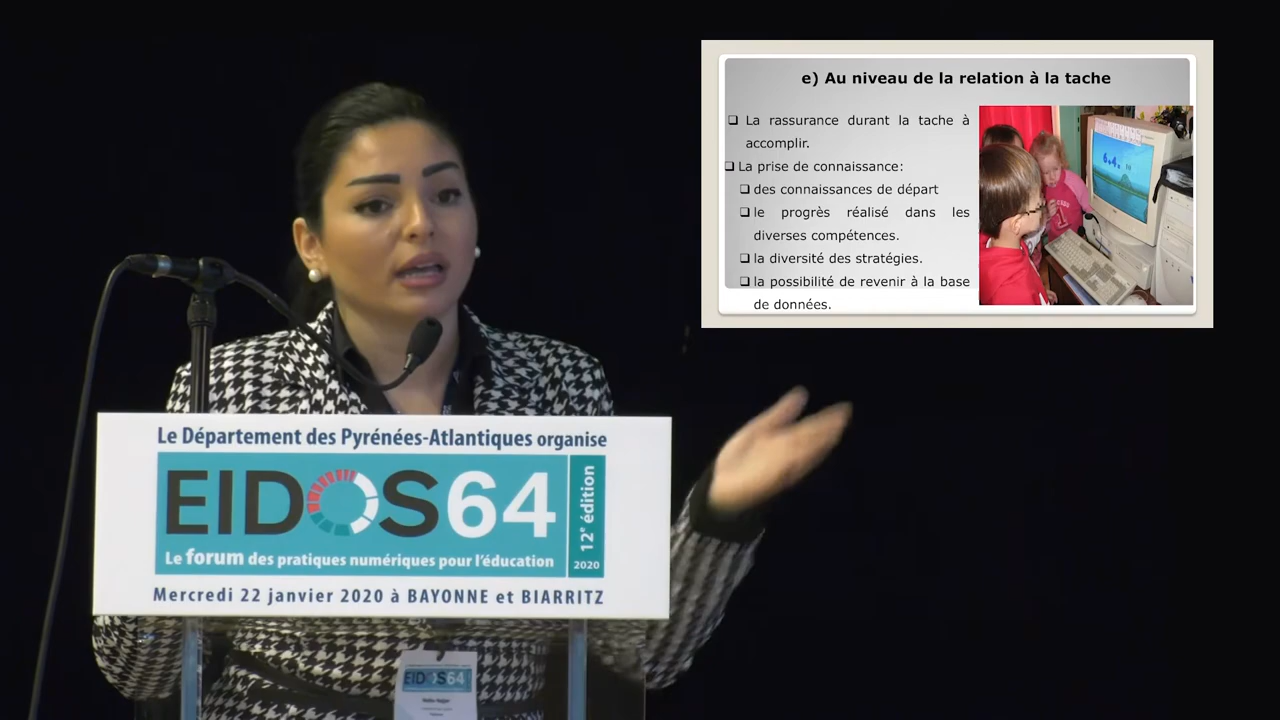 e) Au niveau de la relation à la tache
❑ La rassurance durant la tache à
accomplir.
❑ La prise de connaissance:
❑ des connaissances de départ
❑ le progrès réalisé dans les
diverses compétences.
❑ la diversité des stratégies.
❑ la possibilité de revenir à la base
de données.
Le Département des Pyrénées-Atlantiques organise
EIDOS64
12e édition
2020
Le forum des pratiques numériques pour l'éducation
Mercredi 22 janvier 2020 à BAYONNE et BIARRITZ
EIDOS64